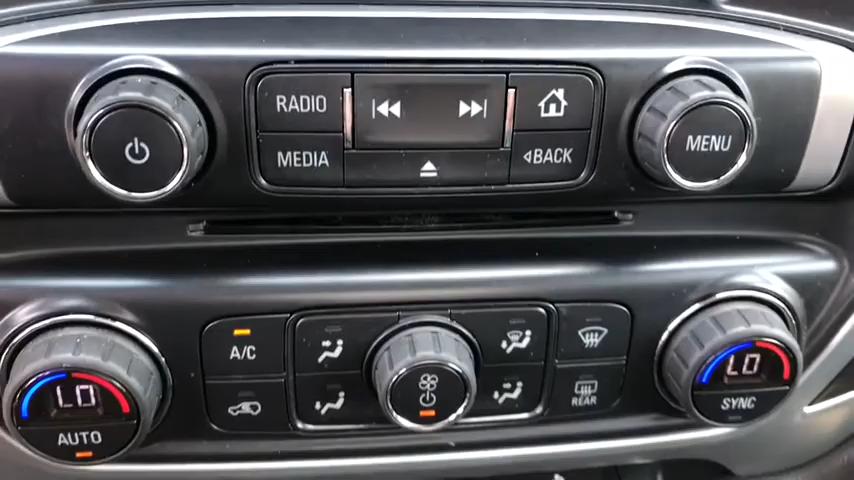 RADIO
MEDIA
BACK
MENU
A/C
LO
AUTO
REAR
LO
SYNC